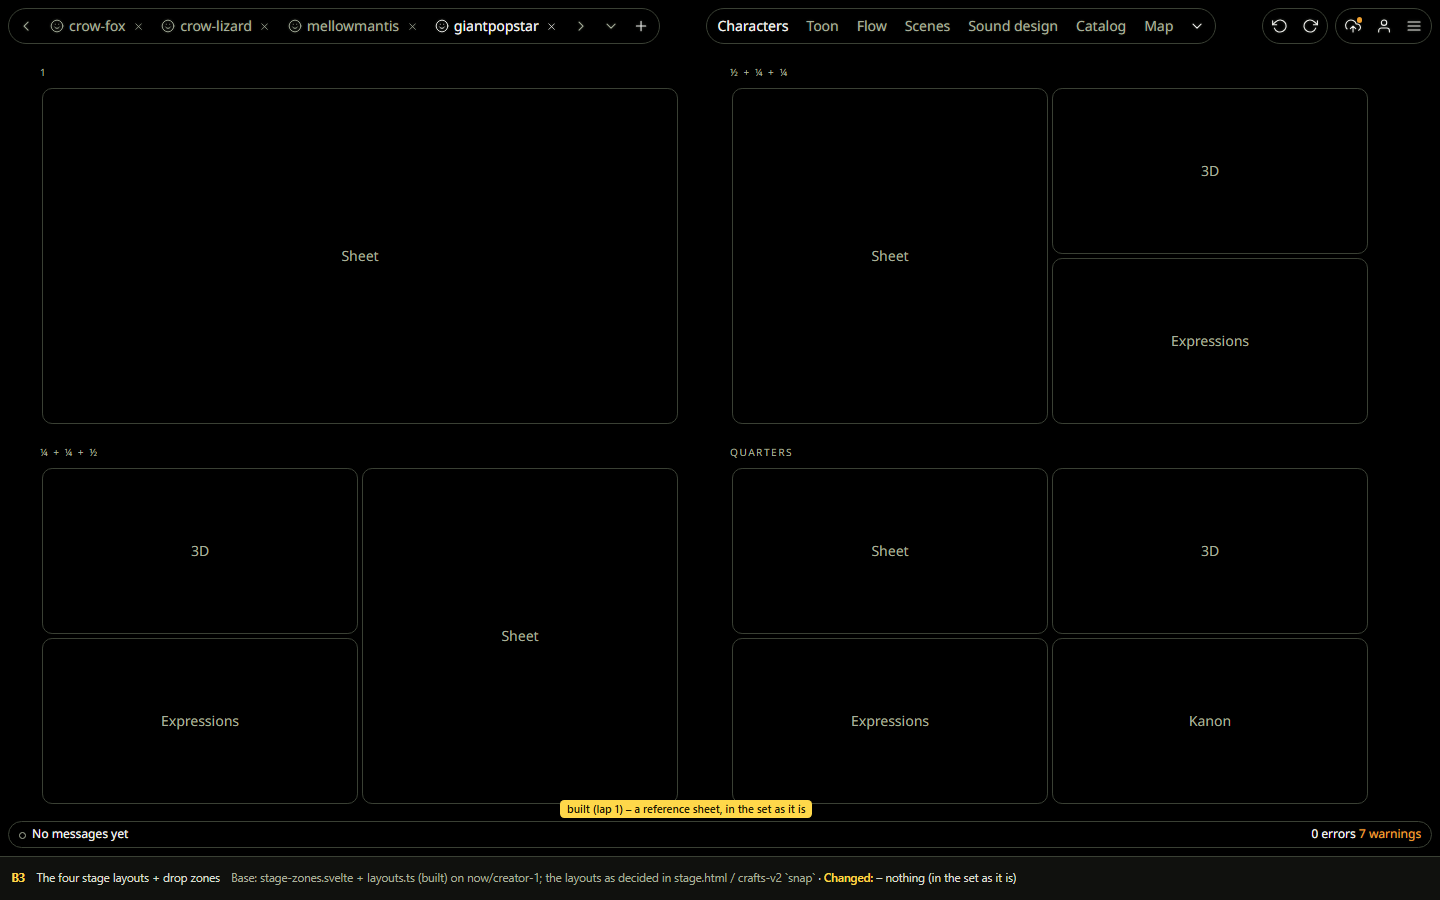 crow-fox crow-lizard mellowmantis giantpopstar
Characters Toon Flow Scenes Sound design Catalog Map
1
Sheet
½ + ¼ + ¼
Sheet
3D
Expressions
¼ + ¼ + ½
3D
Sheet
Expressions
QUARTERS
Sheet
3D
Expressions
Kanon
built (lap 1) – a reference sheet, in the set as it is
No messages yet
0 errors 7 warnings
B3 The four stage layouts + drop zones Base: stage-zones.svelte + layouts.ts (built) on now/creator-1; the layouts as decided in stage.html / crafts-v2 `snap` · Changed: – nothing (in the set as it is)